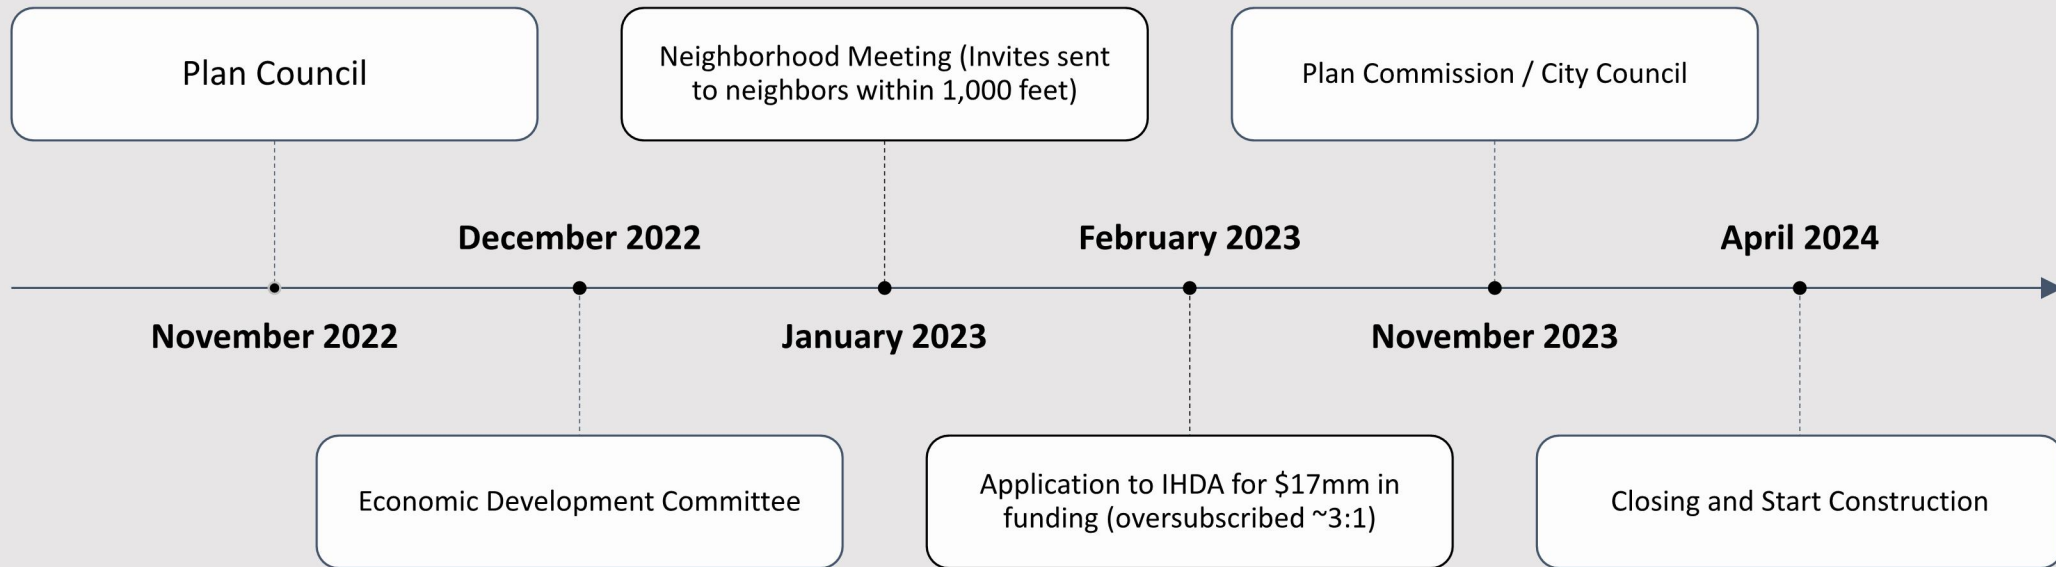 Plan Council
Neighborhood Meeting (Invites sent
to neighbors within 1,000 feet)
Plan Commission / City Council
December 2022
February 2023
April 2024
November 2022
January 2023
November 2023
Economic Development Committee
Application to IHDA for $17mm in
funding (oversubscribed ~3:1)
Closing and Start Construction